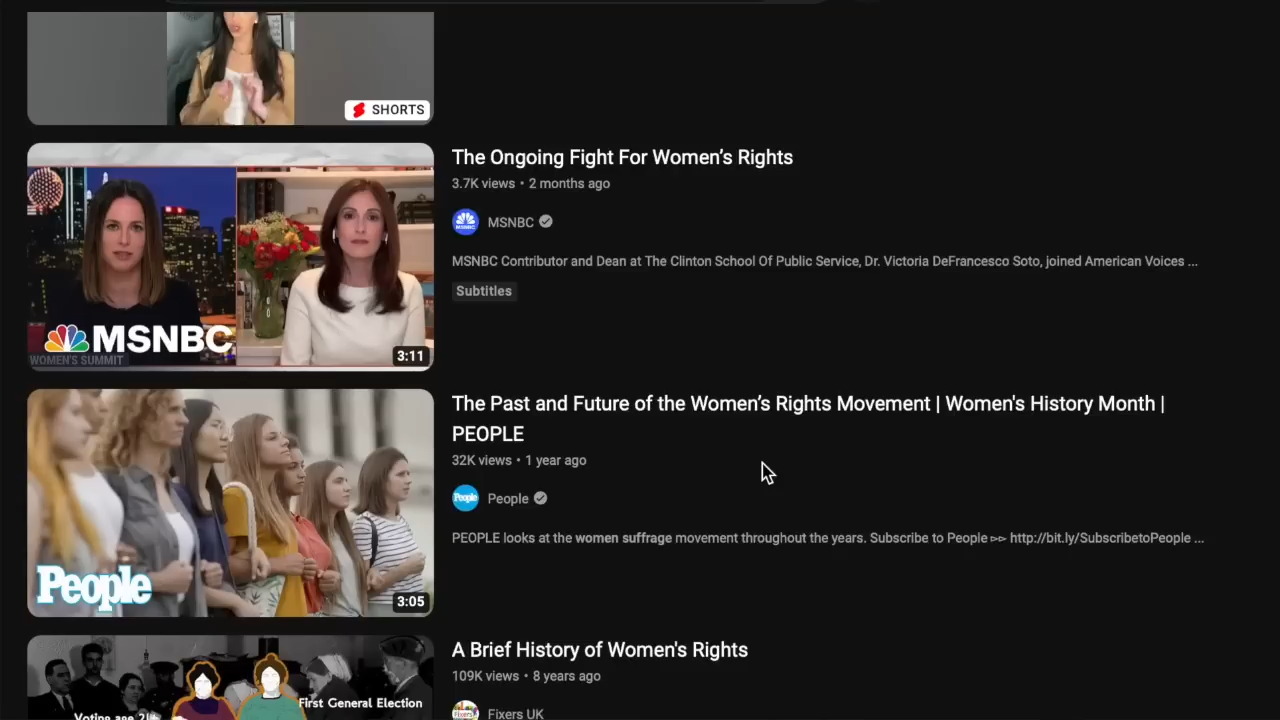 SHORTS
The Ongoing Fight For Women’s Rights
3.7K views • 2 months ago
MSNBC
MSNBC Contributor and Dean at The Clinton School Of Public Service, Dr. Victoria DeFrancesco Soto, joined American Voices ...
Subtitles
MSNBC
WOMEN'S SUMMIT
3:11
The Past and Future of the Women’s Rights Movement | Women's History Month |
PEOPLE
32K views • 1 year ago
People
PEOPLE looks at the women suffrage movement throughout the years. Subscribe to People ▻▻ http://bit.ly/SubscribetoPeople ...
People
3:05
A Brief History of Women's Rights
109K views • 8 years ago
Fixers UK
First General Election
Voting age 21+